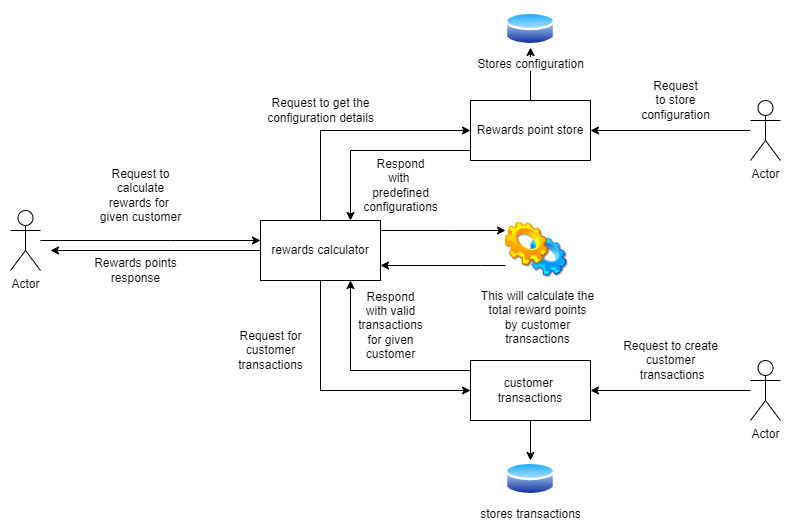 Stores configuration
Request
to store
configuration
Request to get the
configuration details
Rewards point store
Actor
Respond
with
predefined
configurations
Request to
calculate
rewards for
given customer
rewards calculator
Rewards points
response
Actor
This will calculate the
total reward points
by customer
transactions
Respond
with valid
transactions
for given
customer
Request for
customer
transactions
Request to create
customer
transactions
customer
transactions
Actor
stores transactions